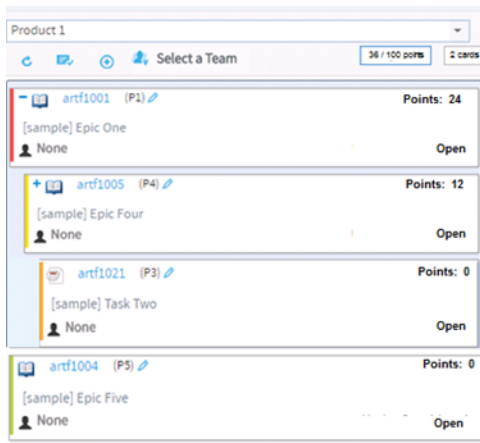 Product 1
Select a Team 36 / 100 points 2 cards
artf1001 (P1) Points: 24
[sample] Epic One
None Open
artf1005 (P4) Points: 12
[sample] Epic Four
None Open
artf1021 (P3) Points: 0
[sample] Task Two
None Open
artf1004 (P5) Points: 0
[sample] Epic Five
None Open